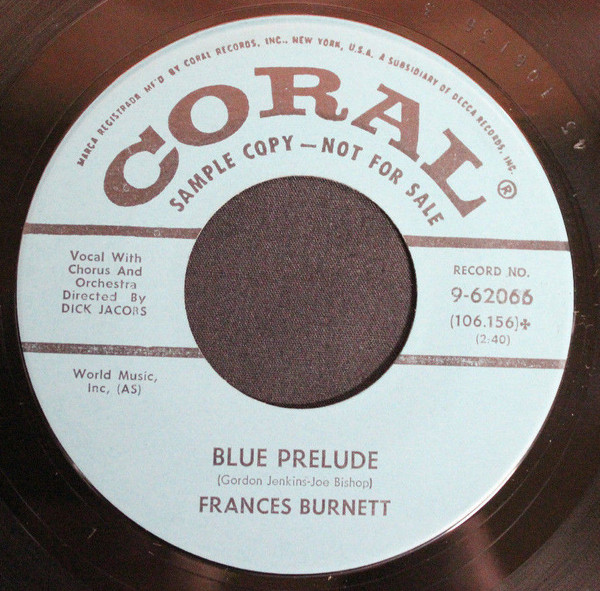 MARCA REGISTRADA MF'D BY CORAL RECORDS, INC., NEW YORK, U.S.A. A SUBSIDIARY OF DECCA RECORDS, INC.
CORAL®
SAMPLE COPY — NOT FOR SALE
Vocal With
Chorus And
Orchestra
Directed By
DICK JACOBS
RECORD NO.
9-62066
(106.156)✤
(2:40)
World Music,
Inc, (AS)
BLUE PRELUDE
(Gordon Jenkins-Joe Bishop)
FRANCES BURNETT